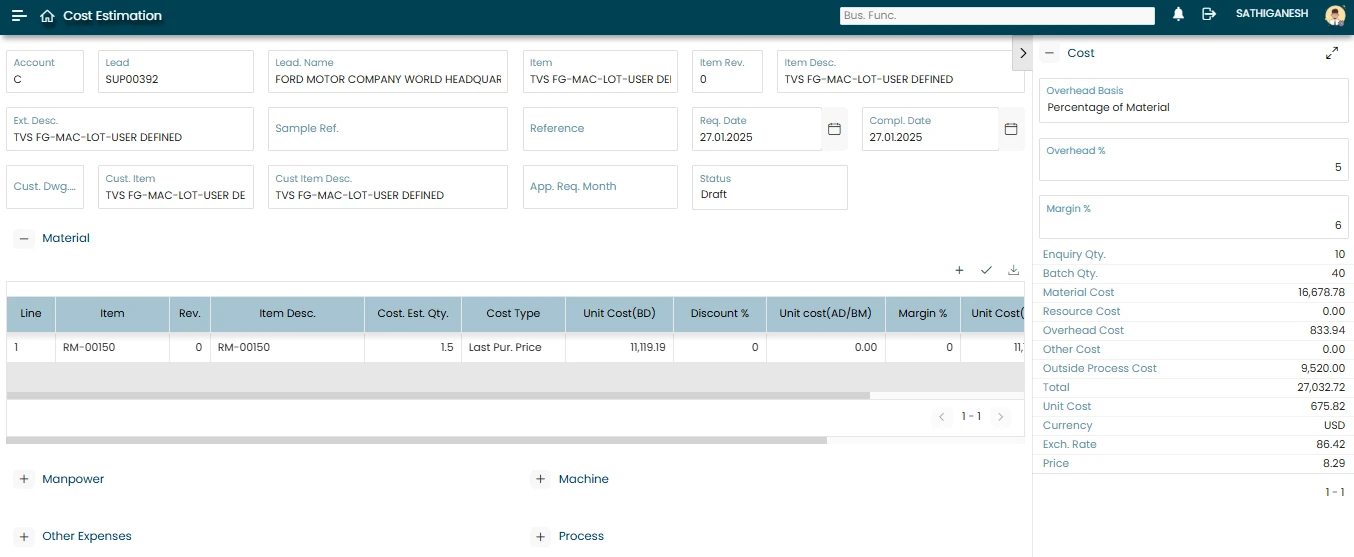 Cost Estimation
Bus. Func.
SATHIGANESH
Account
C
Lead
SUP00392
Lead. Name
FORD MOTOR COMPANY WORLD HEADQUAR
Item
TVS FG-MAC-LOT-USER DEI
Item Rev.
0
Item Desc.
TVS FG-MAC-LOT-USER DEFINED
Ext. Desc.
TVS FG-MAC-LOT-USER DEFINED
Sample Ref.
Reference
Req. Date
27.01.2025
Compl. Date
27.01.2025
Cust. Dwg....
Cust. Item
TVS FG-MAC-LOT-USER DE
Cust Item Desc.
TVS FG-MAC-LOT-USER DEFINED
App. Req. Month
Status
Draft
Material
Line Item Rev. Item Desc. Cost. Est. Qty. Cost Type Unit Cost(BD) Discount % Unit cost(AD/BM) Margin % Unit Cost(
1 RM-00150 0 RM-00150 1.5 Last Pur. Price 11,119.19 0 0.00 0 11,
1 - 1
Manpower
Machine
Other Expenses
Process
Cost
Overhead Basis
Percentage of Material
Overhead %
5
Margin %
6
Enquiry Qty. 10
Batch Qty. 40
Material Cost 16,678.78
Resource Cost 0.00
Overhead Cost 833.94
Other Cost 0.00
Outside Process Cost 9,520.00
Total 27,032.72
Unit Cost 675.82
Currency USD
Exch. Rate 86.42
Price 8.29
1 - 1